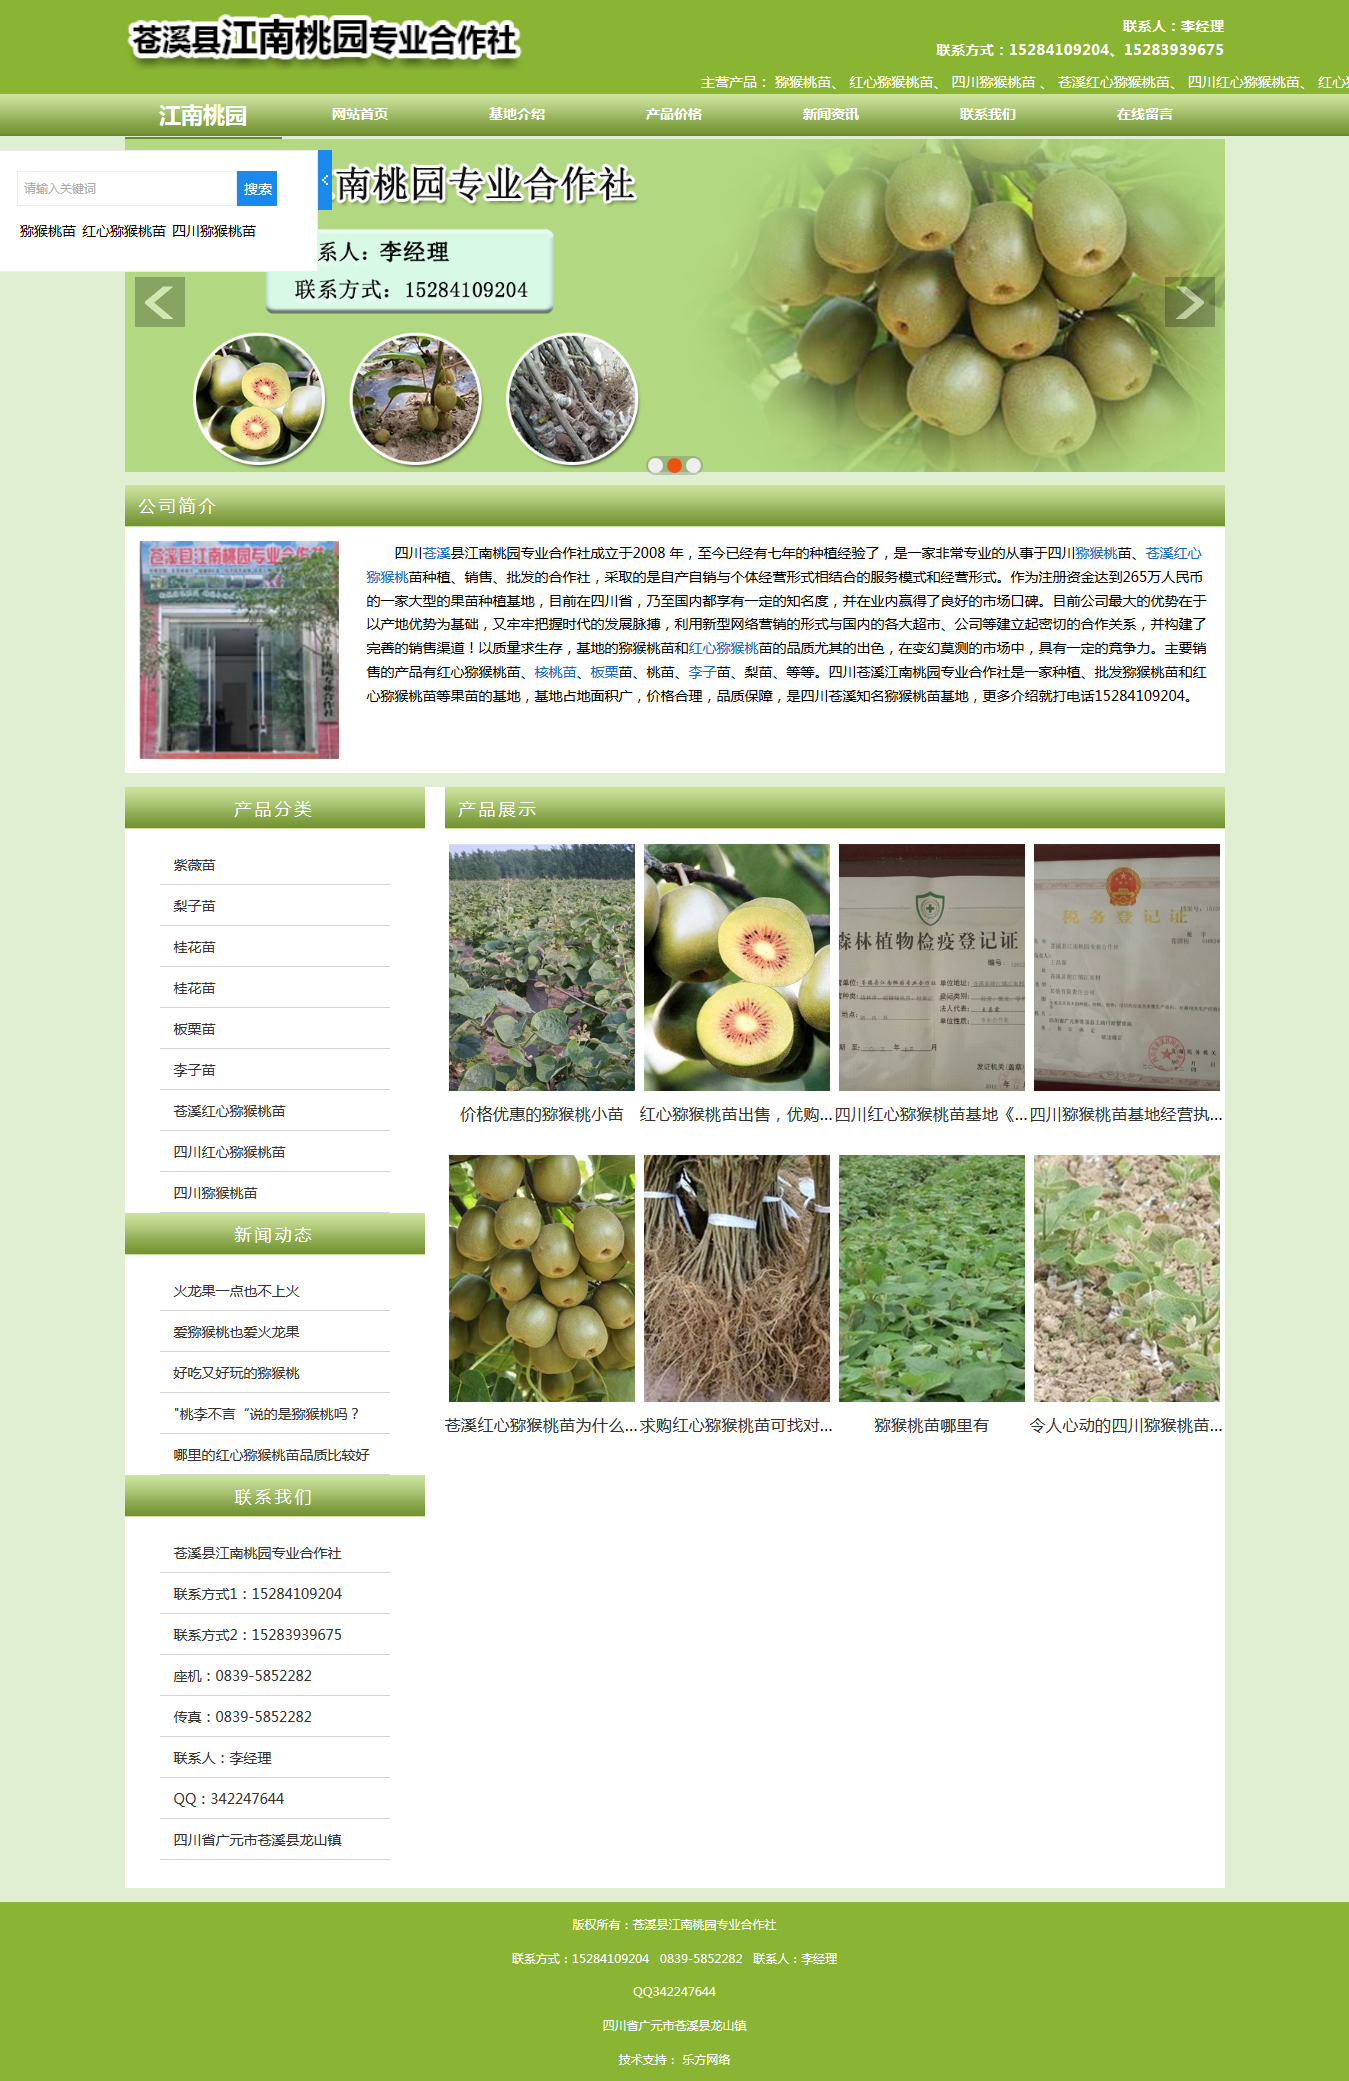 苍溪县江南桃园专业合作社
联系人：李经理
联系方式：15284109204、15283939675
主营产品： 猕猴桃苗、 红心猕猴桃苗、 四川猕猴桃苗 、 苍溪红心猕猴桃苗、 四川红心猕猴桃苗、 红心
江南桃园 网站首页 基地介绍 产品价格 新闻资讯 联系我们 在线留言
请输入关键词 搜索
猕猴桃苗 红心猕猴桃苗 四川猕猴桃苗
南桃园专业合作社
系人：李经理
联系方式：15284109204
公司简介
苍溪县江南桃园专业合作社
四川苍溪县江南桃园专业合作社成立于2008 年，至今已经有七年的种植经验了，是一家非常专业的从事于四川猕猴桃苗、苍溪红心
猕猴桃苗种植、销售、批发的合作社，采取的是自产自销与个体经营形式相结合的服务模式和经营形式。作为注册资金达到265万人民币
的一家大型的果苗种植基地，目前在四川省，乃至国内都享有一定的知名度，并在业内赢得了良好的市场口碑。目前公司最大的优势在于
以产地优势为基础，又牢牢把握时代的发展脉搏，利用新型网络营销的形式与国内的各大超市、公司等建立起密切的合作关系，并构建了
完善的销售渠道！以质量求生存，基地的猕猴桃苗和红心猕猴桃苗的品质尤其的出色，在变幻莫测的市场中，具有一定的竞争力。主要销
售的产品有红心猕猴桃苗、核桃苗、板栗苗、桃苗、李子苗、梨苗、等等。四川苍溪江南桃园专业合作社是一家种植、批发猕猴桃苗和红
心猕猴桃苗等果苗的基地，基地占地面积广，价格合理，品质保障，是四川苍溪知名猕猴桃苗基地，更多介绍就打电话15284109204。
产品分类
紫薇苗
梨子苗
桂花苗
桂花苗
板栗苗
李子苗
苍溪红心猕猴桃苗
四川红心猕猴桃苗
四川猕猴桃苗
新闻动态
火龙果一点也不上火
爱猕猴桃也爱火龙果
好吃又好玩的猕猴桃
"桃李不言“说的是猕猴桃吗？
哪里的红心猕猴桃苗品质比较好
联系我们
苍溪县江南桃园专业合作社
联系方式1：15284109204
联系方式2：15283939675
座机：0839-5852282
传真：0839-5852282
联系人：李经理
QQ：342247644
四川省广元市苍溪县龙山镇
产品展示
森林植物检疫登记证
税务登记证
价格优惠的猕猴桃小苗 红心猕猴桃苗出售，优购... 四川红心猕猴桃苗基地《... 四川猕猴桃苗基地经营执...
苍溪红心猕猴桃苗为什么... 求购红心猕猴桃苗可找对... 猕猴桃苗哪里有 令人心动的四川猕猴桃苗...
版权所有：苍溪县江南桃园专业合作社
联系方式：15284109204 0839-5852282 联系人：李经理
QQ342247644
四川省广元市苍溪县龙山镇
技术支持： 乐方网络